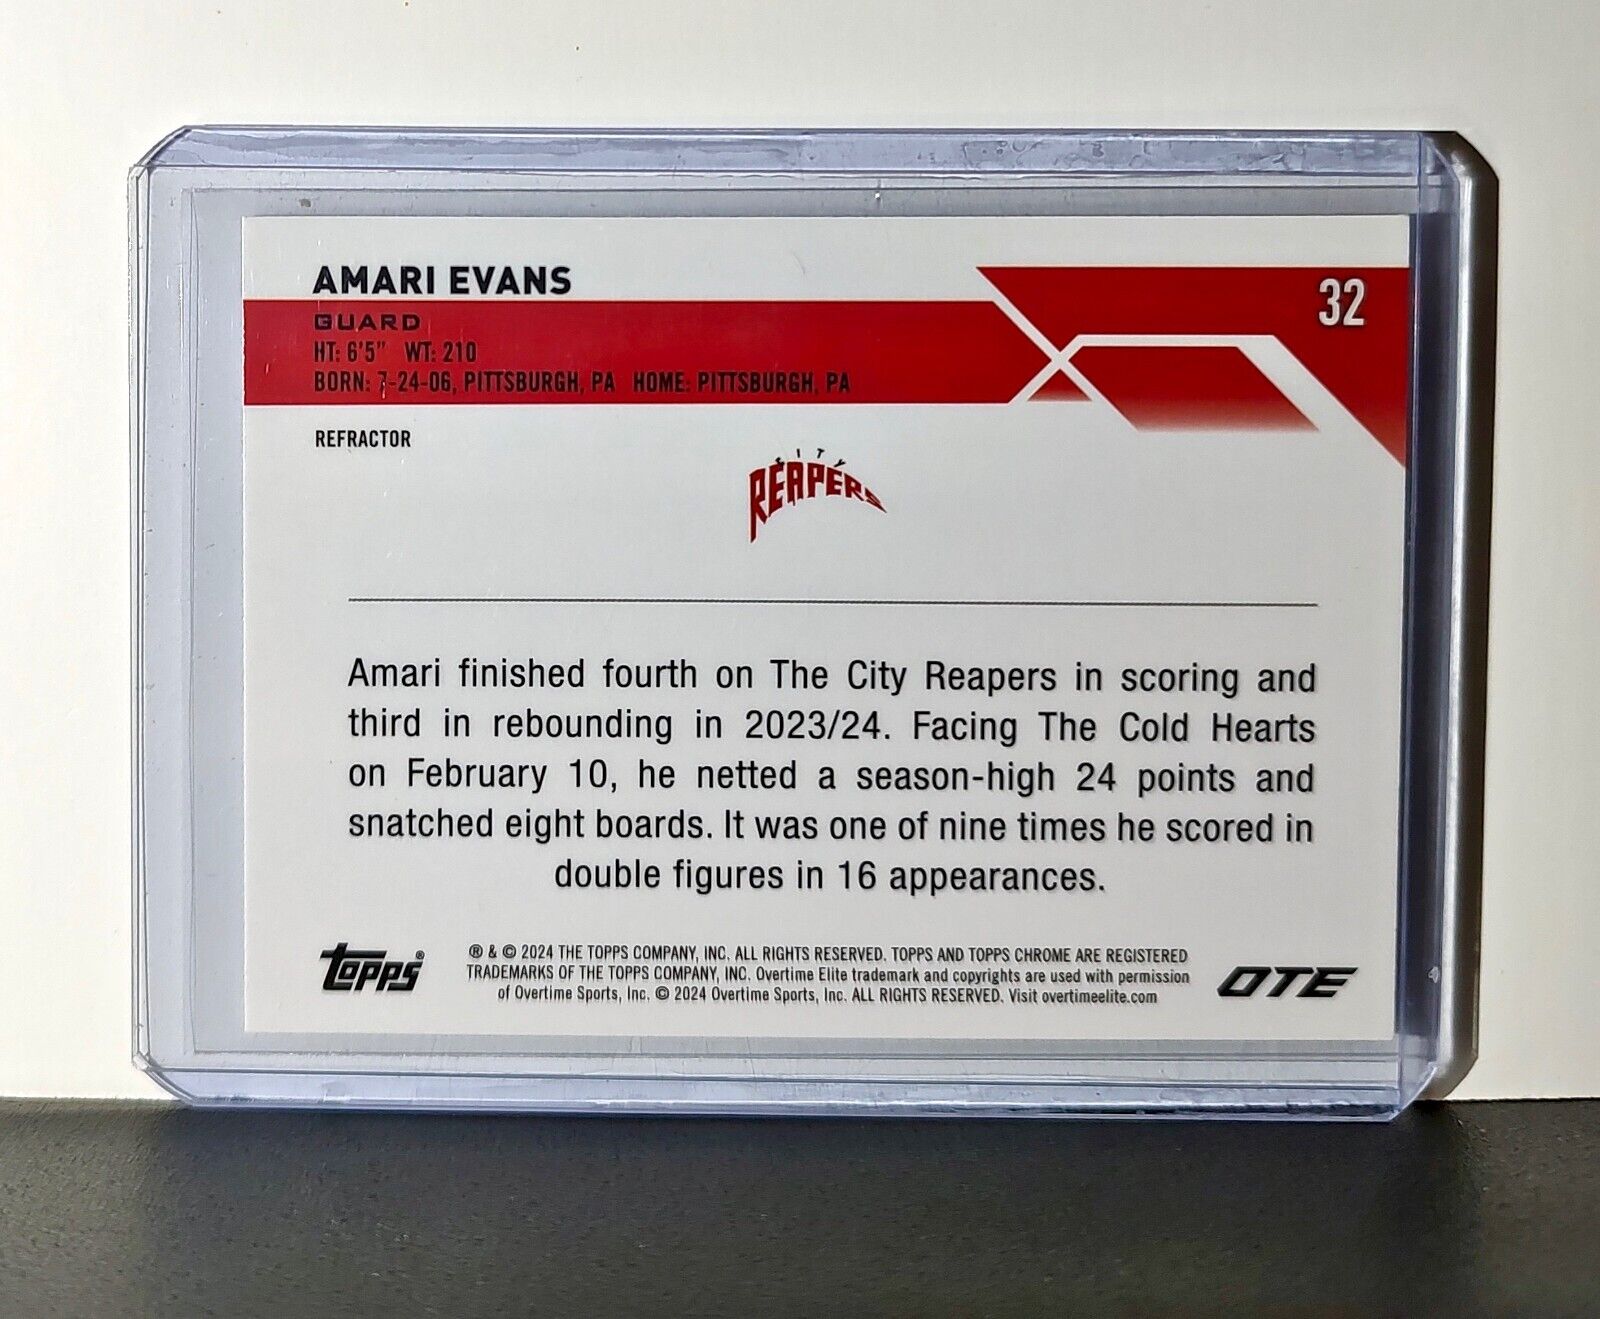 AMARI EVANS
32
GUARD
HT: 6'5" WT: 210
BORN: 7-24-06, PITTSBURGH, PA HOME: PITTSBURGH, PA
REFRACTOR
CITY
REAPERS
Amari finished fourth on The City Reapers in scoring and
third in rebounding in 2023/24. Facing The Cold Hearts
on February 10, he netted a season-high 24 points and
snatched eight boards. It was one of nine times he scored in
double figures in 16 appearances.
topps®
® & © 2024 THE TOPPS COMPANY, INC. ALL RIGHTS RESERVED. TOPPS AND TOPPS CHROME ARE REGISTERED
TRADEMARKS OF THE TOPPS COMPANY, INC. Overtime Elite trademark and copyrights are used with permission
of Overtime Sports, Inc. © 2024 Overtime Sports, Inc. ALL RIGHTS RESERVED. Visit overtimeelite.com
OTE